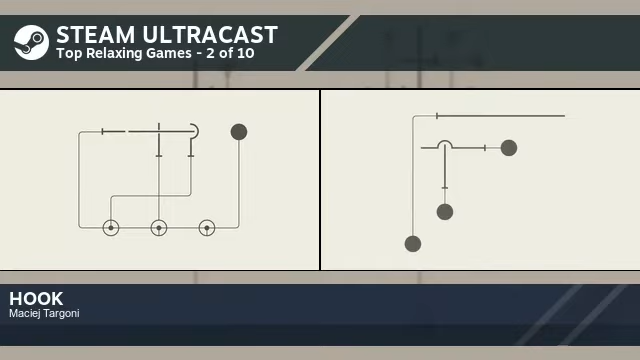 STEAM ULTRACAST
Top Relaxing Games - 2 of 10
HOOK
Maciej Targoni